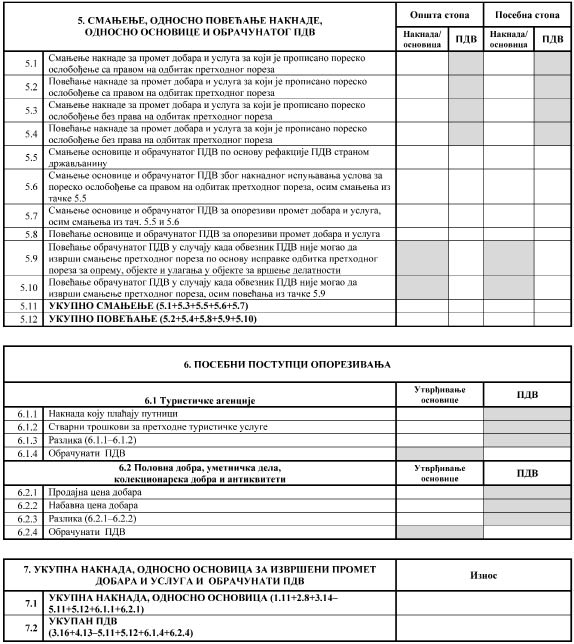 5. СМАЊЕЊЕ, ОДНОСНО ПОВЕЋАЊЕ НАКНАДЕ,
ОДНОСНО ОСНОВИЦЕ И ОБРАЧУНАТОГ ПДВ
Општа стопа
Посебна стопа
Накнада/
основица
ПДВ
Накнада/
основица
ПДВ
5.1
Смањење накнаде за промет добара и услуга за који је прописано пореско
ослобођење са правом на одбитак претходног пореза
5.2
Повећање накнаде за промет добара и услуга за који је прописано пореско
ослобођење са правом на одбитак претходног пореза
5.3
Смањење накнаде за промет добара и услуга за који је прописано пореско
ослобођење без права на одбитак претходног пореза
5.4
Повећање накнаде за промет добара и услуга за који је прописано пореско
ослобођење без права на одбитак претходног пореза
5.5
Смањење основице и обрачунатог ПДВ по основу рефакције ПДВ страном
држављанину
5.6
Смањење основице и обрачунатог ПДВ због накнадног испуњавања услова за
пореско ослобођење са правом на одбитак претходног пореза, осим смањења из
тачке 5.5
5.7
Смањење основице и обрачунатог ПДВ за опорезиви промет добара и услуга,
осим смањења из тач. 5.5 и 5.6
5.8
Повећање основице и обрачунатог ПДВ за опорезиви промет добара и услуга
5.9
Повећање обрачунатог ПДВ у случају када обвезник ПДВ није могао да
изврши смањење претходног пореза по основу исправке одбитка претходног
пореза за опрему, објекте и улагања у објекте за вршење делатности
5.10
Повећање обрачунатог ПДВ у случају када обвезник ПДВ није могао да
изврши смањење претходног пореза, осим повећања из тачке 5.9
5.11
УКУПНО СМАЊЕЊЕ (5.1+5.3+5.5+5.6+5.7)
5.12
УКУПНО ПОВЕЋАЊЕ (5.2+5.4+5.8+5.9+5.10)
6. ПОСЕБНИ ПОСТУПЦИ ОПОРЕЗИВАЊА
6.1 Туристичке агенције
Утврђивање
основице
ПДВ
6.1.1
Накнада коју плаћају путници
6.1.2
Стварни трошкови за претходне туристичке услуге
6.1.3
Разлика (6.1.1–6.1.2)
6.1.4
Обрачунати ПДВ
6.2 Половна добра, уметничка дела,
колекционарска добра и антиквитети
Утврђивање
основице
ПДВ
6.2.1
Продајна цена добара
6.2.2
Набавна цена добара
6.2.3
Разлика (6.2.1–6.2.2)
6.2.4
Обрачунати ПДВ
7. УКУПНА НАКНАДА, ОДНОСНО ОСНОВИЦА ЗА ИЗВРШЕНИ ПРОМЕТ
ДОБАРА И УСЛУГА И ОБРАЧУНАТИ ПДВ
Износ
7.1
УКУПНА НАКНАДА, ОДНОСНО ОСНОВИЦА (1.11+2.8+3.14–
5.11+5.12+6.1.1+6.2.1)
7.2
УКУПАН ПДВ
(3.16+4.13–5.11+5.12+6.1.4+6.2.4)